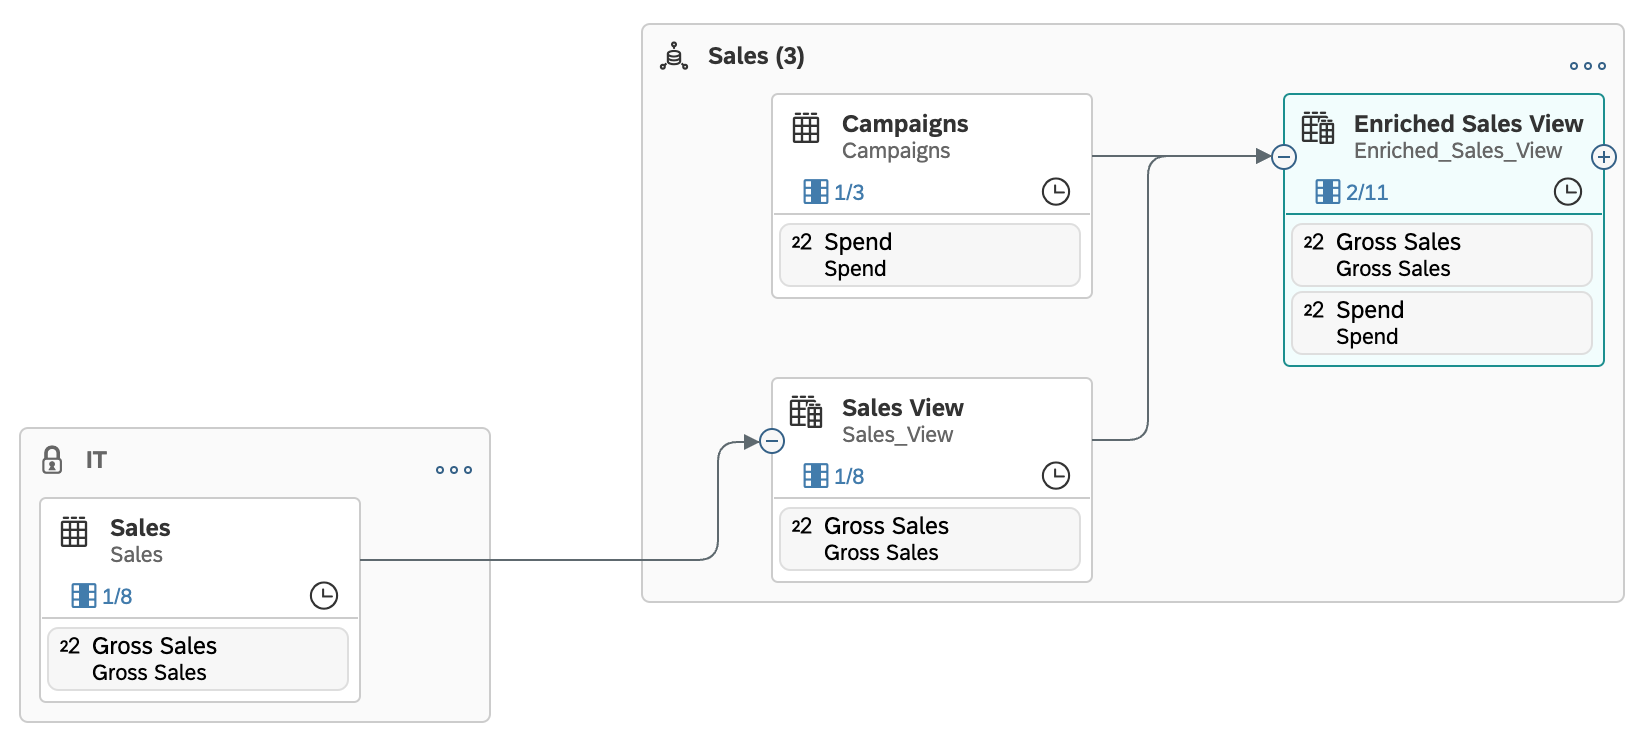 Sales (3)
Campaigns
Campaigns
1/3
22 Spend
Spend
Enriched Sales View
Enriched_Sales_View
2/11
22 Gross Sales
Gross Sales
22 Spend
Spend
Sales View
Sales_View
1/8
22 Gross Sales
Gross Sales
IT
Sales
Sales
1/8
22 Gross Sales
Gross Sales